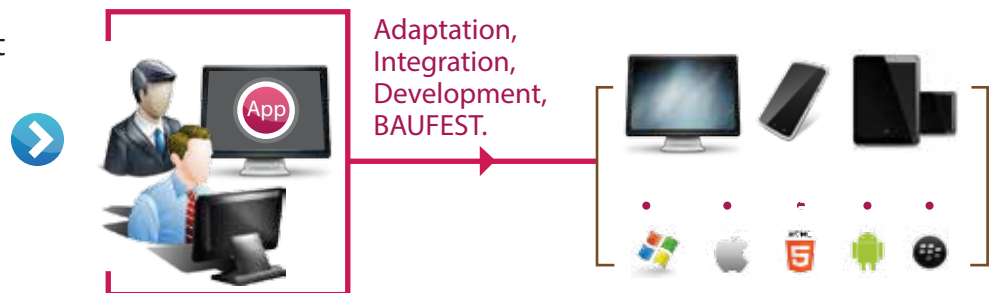 t
App
Adaptation,
Integration,
Development,
BAUFEST.
HTML
5